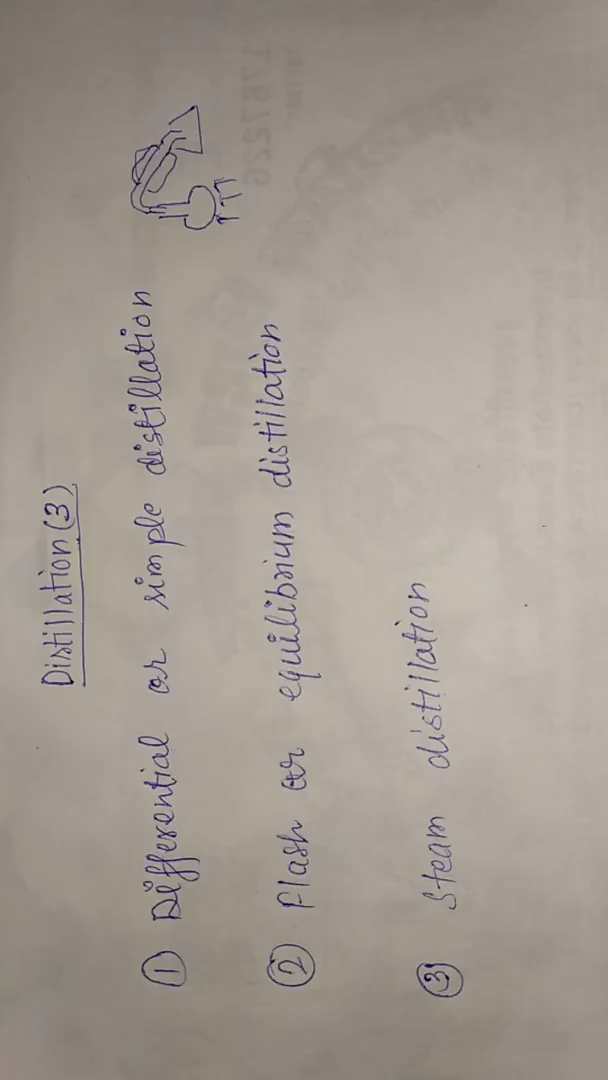 Distillation (3)
① Differential or simple distillation
② Flash or equilibrium distillation
③ Steam distillation